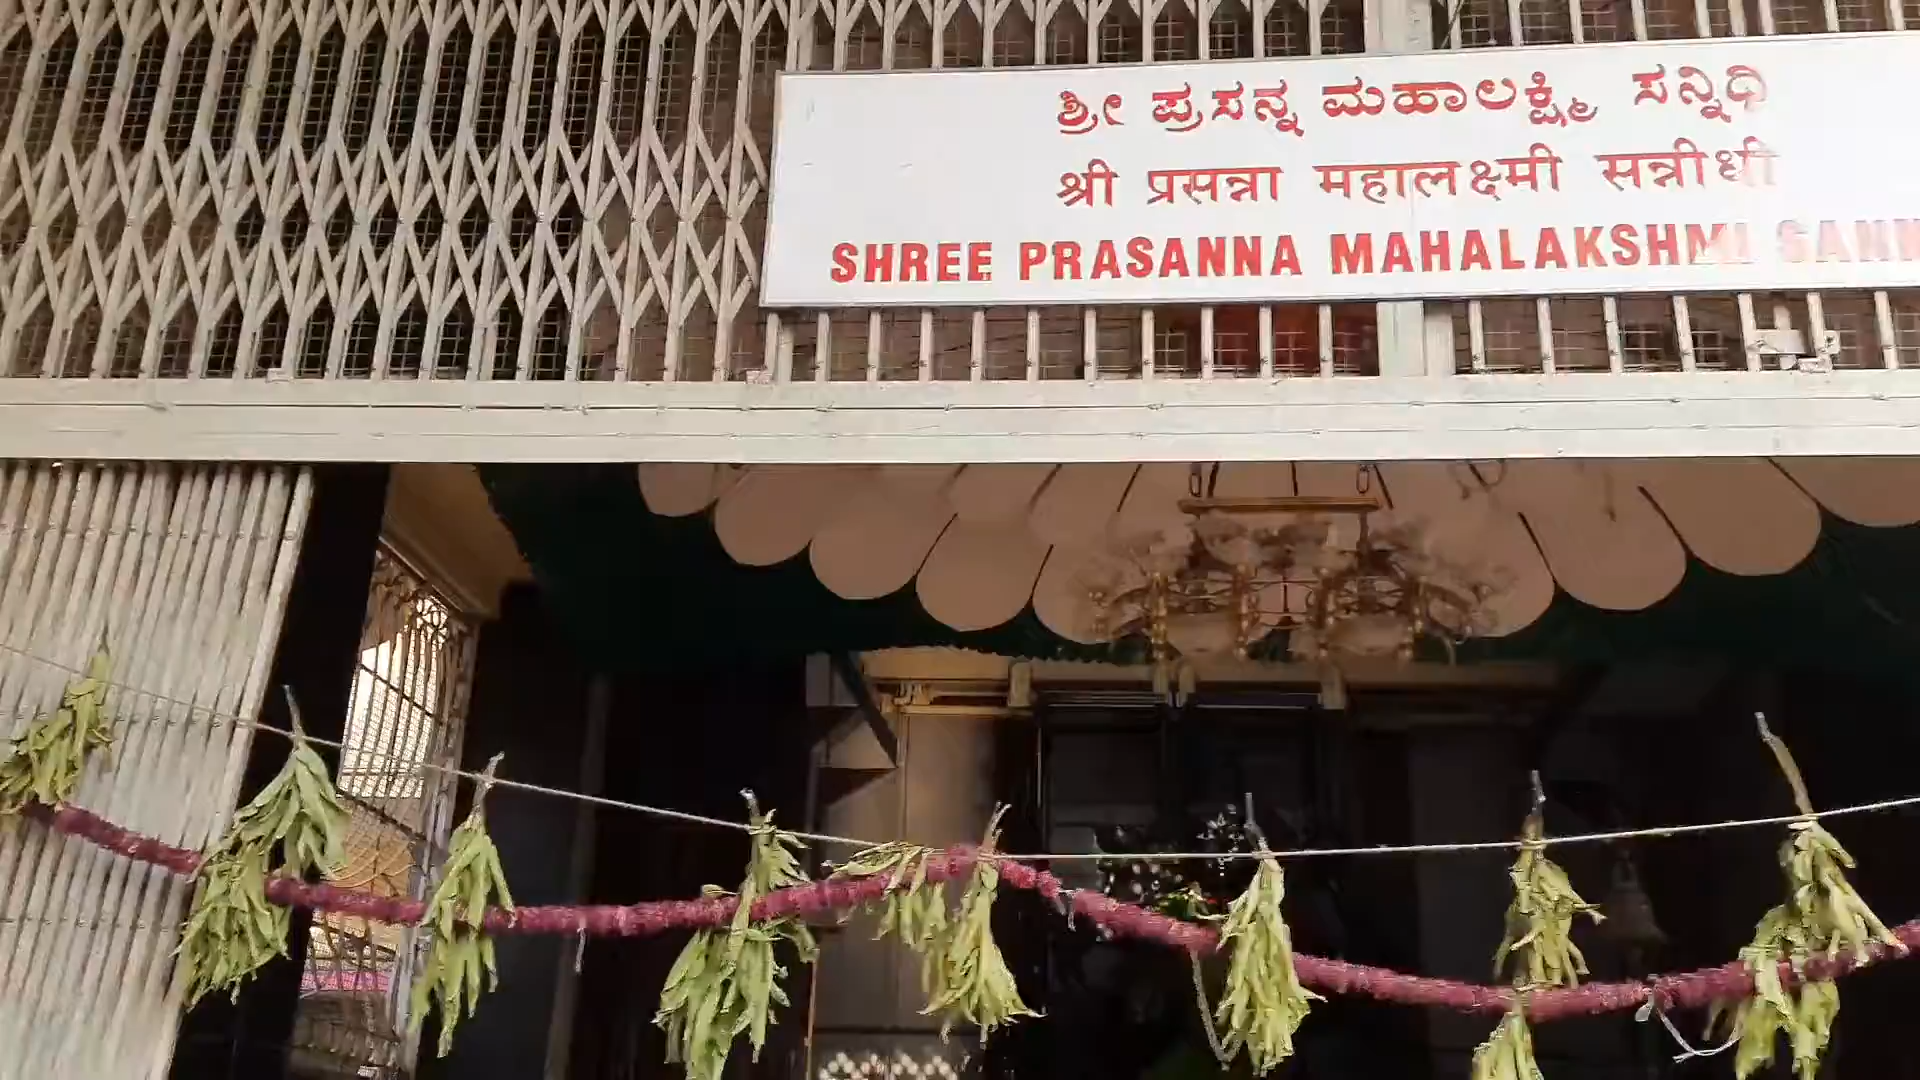 ಶ್ರೀ ಪ್ರಸನ್ನ ಮಹಾಲಕ್ಷ್ಮಿ ಸನ್ನಿಧಿ
श्री प्रसन्ना महालक्ष्मी सन्नीधी
SHREE PRASANNA MAHALAKSHMI